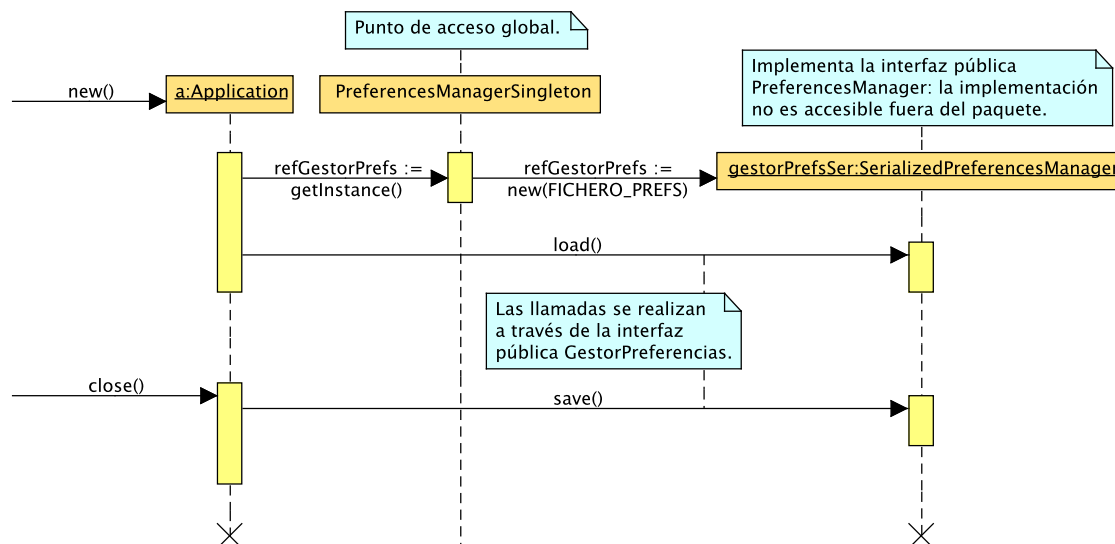 Punto de acceso global.
Implementa la interfaz pública
PreferencesManager: la implementación
no es accesible fuera del paquete.
new()
a:Application
PreferencesManagerSingleton
refGestorPrefs :=
getInstance()
refGestorPrefs :=
new(FICHERO_PREFS)
gestorPrefsSer:SerializedPreferencesManager
load()
Las llamadas se realizan
a través de la interfaz
pública GestorPreferencias.
close()
save()